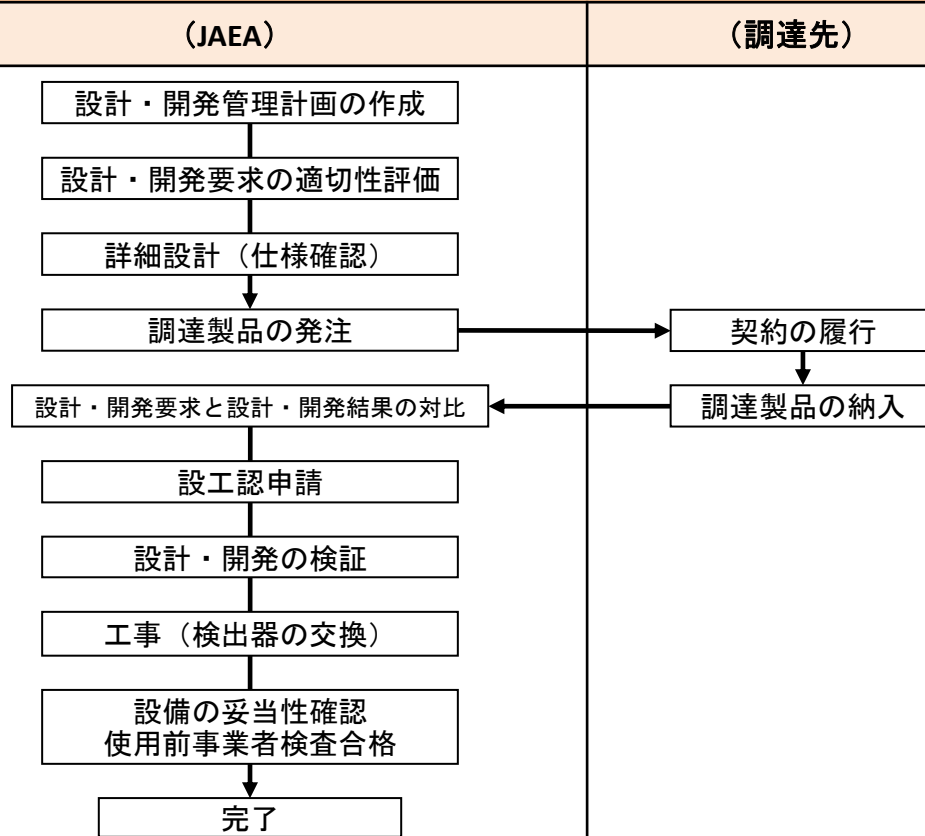 （JAEA）
（調達先）
設計・開発管理計画の作成
設計・開発要求の適切性評価
詳細設計（仕様確認）
調達製品の発注
契約の履行
設計・開発要求と設計・開発結果の対比
調達製品の納入
設工認申請
設計・開発の検証
工事（検出器の交換）
設備の妥当性確認
使用前事業者検査合格
完了